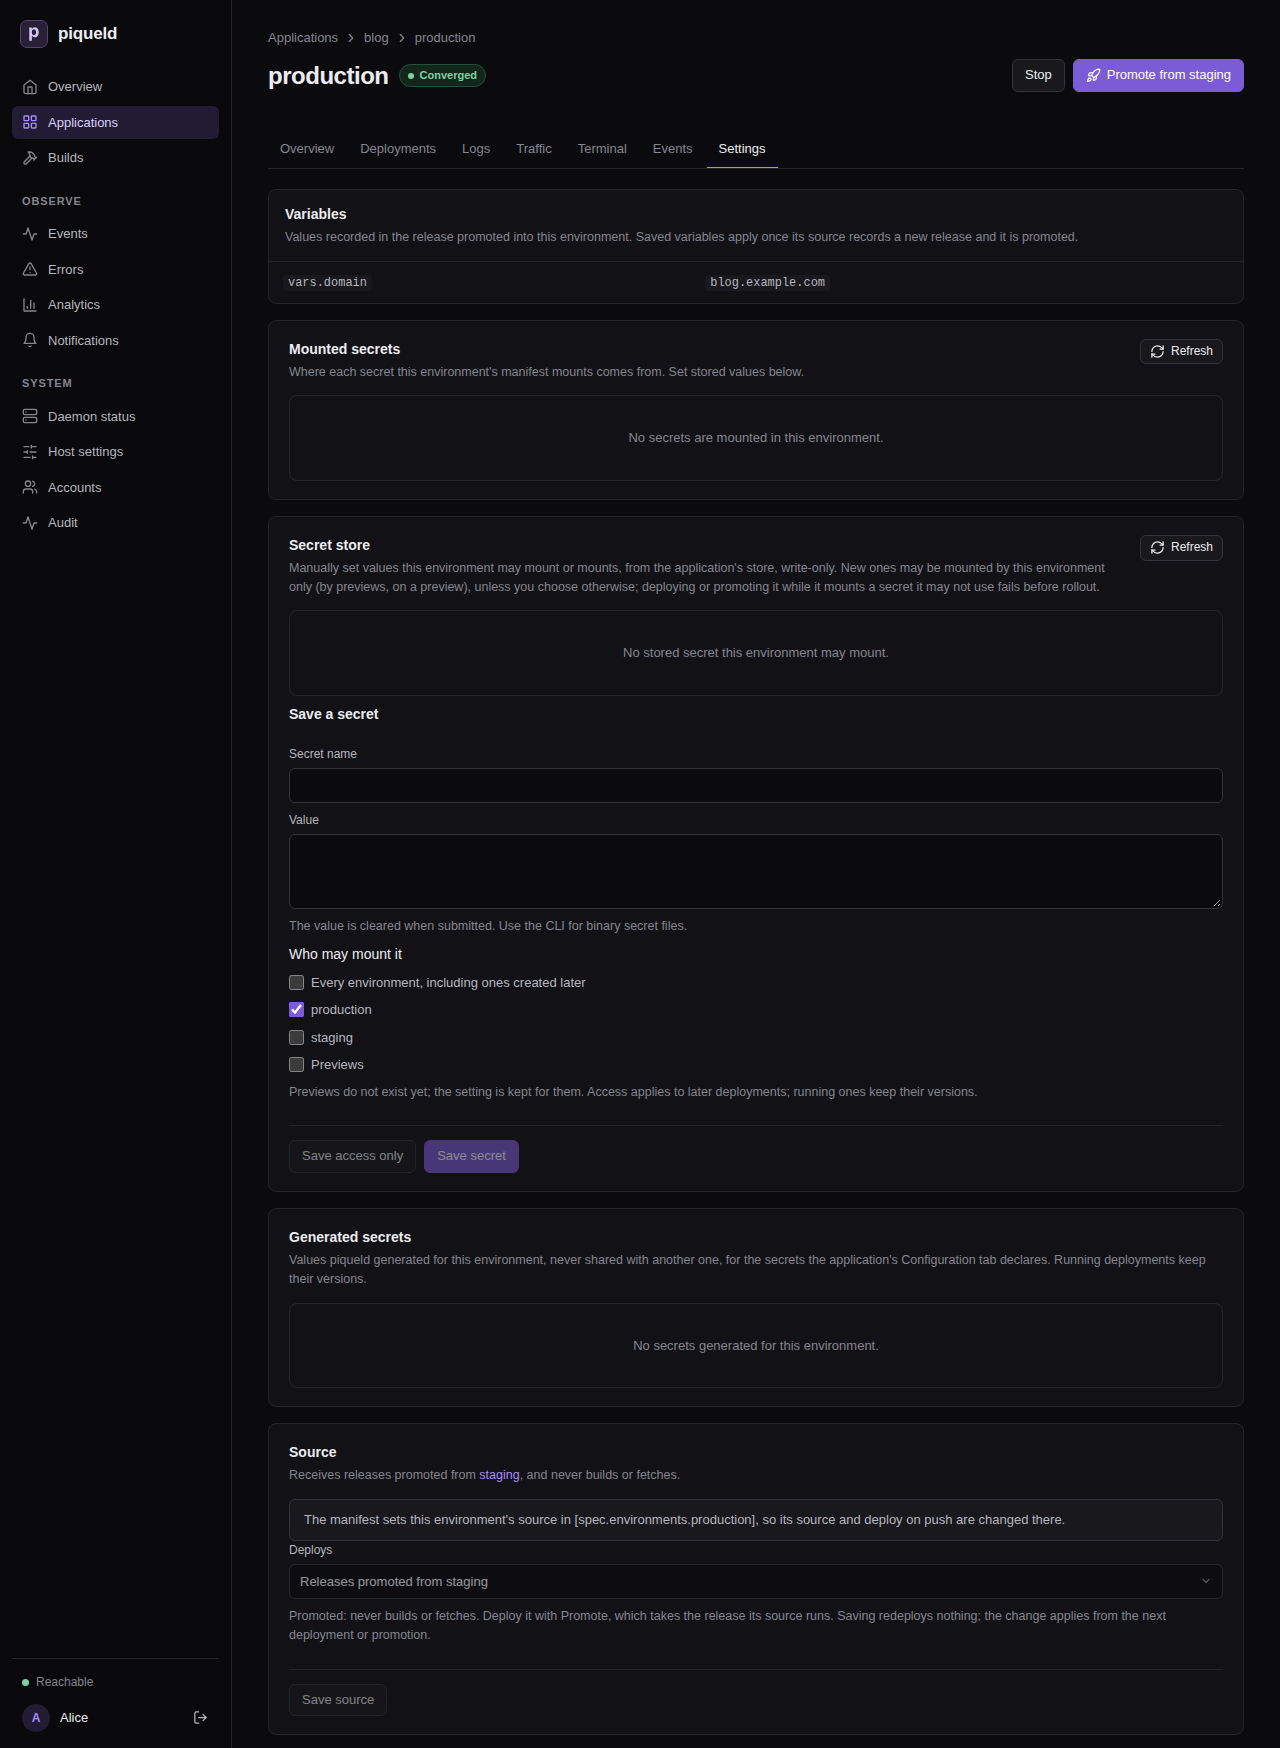 p piqueld
Overview
Applications
Builds
OBSERVE
Events
Errors
Analytics
Notifications
SYSTEM
Daemon status
Host settings
Accounts
Audit
Reachable
A Alice
Applications > blog > production
production Converged Stop Promote from staging
Overview Deployments Logs Traffic Terminal Events Settings
Variables
Values recorded in the release promoted into this environment. Saved variables apply once its source records a new release and it is promoted.
vars.domain blog.example.com
Mounted secrets Refresh
Where each secret this environment's manifest mounts comes from. Set stored values below.
No secrets are mounted in this environment.
Secret store Refresh
Manually set values this environment may mount or mounts, from the application's store, write-only. New ones may be mounted by this environment
only (by previews, on a preview), unless you choose otherwise; deploying or promoting it while it mounts a secret it may not use fails before rollout.
No stored secret this environment may mount.
Save a secret
Secret name
Value
The value is cleared when submitted. Use the CLI for binary secret files.
Who may mount it
Every environment, including ones created later
production
staging
Previews
Previews do not exist yet; the setting is kept for them. Access applies to later deployments; running ones keep their versions.
Save access only Save secret
Generated secrets
Values piqueld generated for this environment, never shared with another one, for the secrets the application's Configuration tab declares. Running deployments keep
their versions.
No secrets generated for this environment.
Source
Receives releases promoted from staging, and never builds or fetches.
The manifest sets this environment's source in [spec.environments.production], so its source and deploy on push are changed there.
Deploys
Releases promoted from staging
Promoted: never builds or fetches. Deploy it with Promote, which takes the release its source runs. Saving redeploys nothing; the change applies from the next
deployment or promotion.
Save source